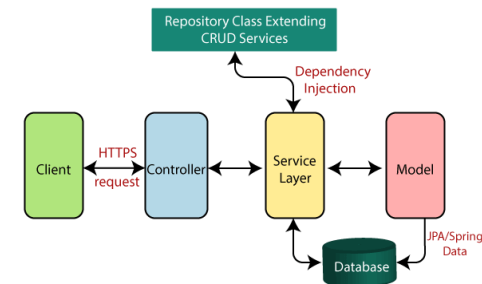 Repository Class Extending
CRUD Services
Dependency
Injection
HTTPS
request
Client
Controller
Service
Layer
Model
JPA/Spring
Data
Database